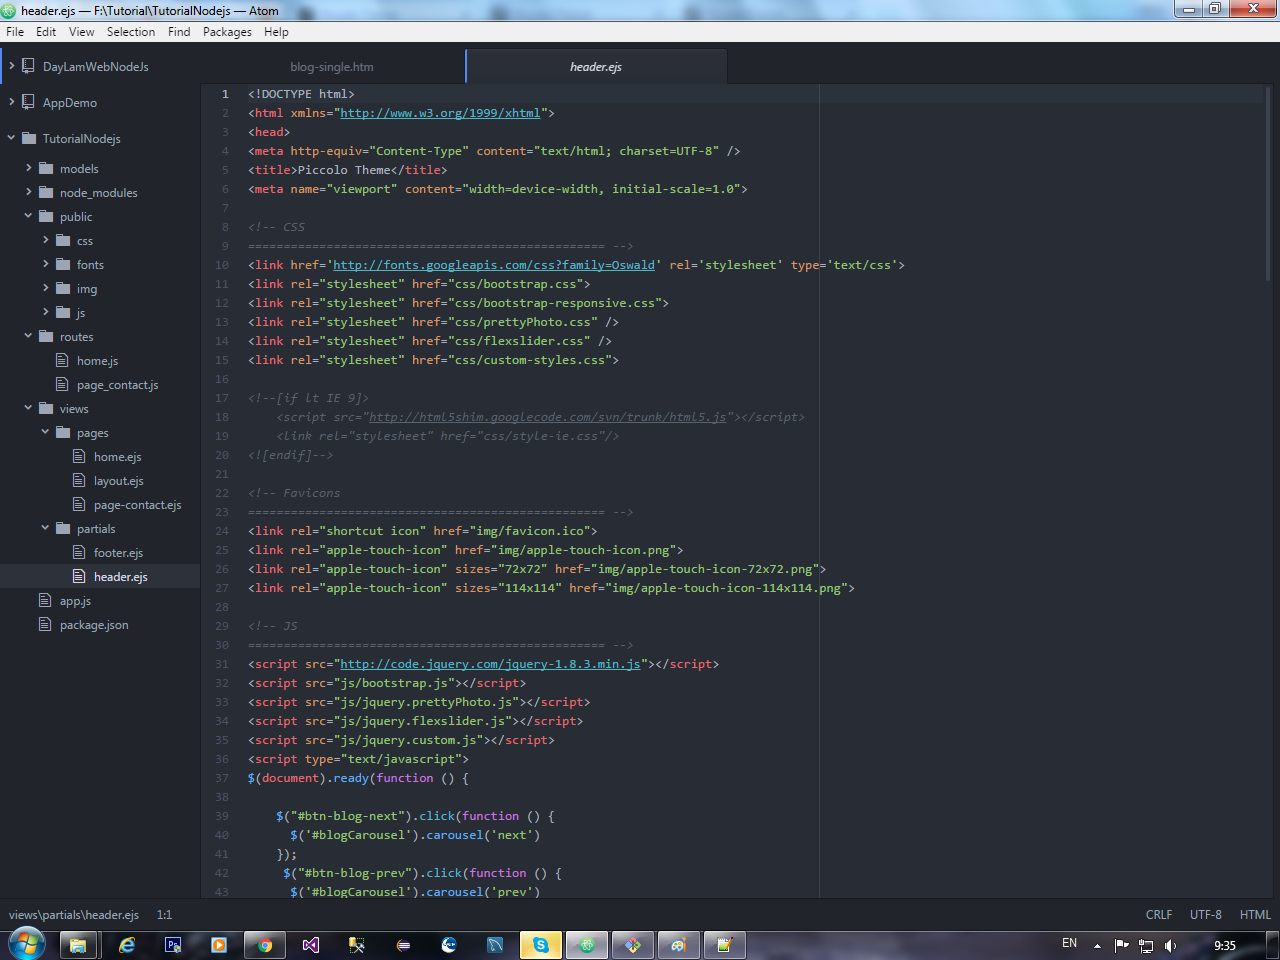 header.ejs — F:\Tutorial\TutorialNodejs — Atom
File Edit View Selection Find Packages Help
DayLamWebNodeJs
AppDemo
TutorialNodejs
models
node_modules
public
css
fonts
img
js
routes
home.js
page_contact.js
views
pages
home.ejs
layout.ejs
page-contact.ejs
partials
footer.ejs
header.ejs
app.js
package.json
blog-single.htm header.ejs
1 <!DOCTYPE html>
2 <html xmlns="http://www.w3.org/1999/xhtml">
3 <head>
4 <meta http-equiv="Content-Type" content="text/html; charset=UTF-8" />
5 <title>Piccolo Theme</title>
6 <meta name="viewport" content="width=device-width, initial-scale=1.0">
7
8 <!-- CSS
9 ================================================== -->
10 <link href='http://fonts.googleapis.com/css?family=Oswald' rel='stylesheet' type='text/css'>
11 <link rel="stylesheet" href="css/bootstrap.css">
12 <link rel="stylesheet" href="css/bootstrap-responsive.css">
13 <link rel="stylesheet" href="css/prettyPhoto.css" />
14 <link rel="stylesheet" href="css/flexslider.css" />
15 <link rel="stylesheet" href="css/custom-styles.css">
16
17 <!--[if lt IE 9]>
18 <script src="http://html5shim.googlecode.com/svn/trunk/html5.js"></script>
19 <link rel="stylesheet" href="css/style-ie.css"/>
20 <![endif]-->
21
22 <!-- Favicons
23 ================================================== -->
24 <link rel="shortcut icon" href="img/favicon.ico">
25 <link rel="apple-touch-icon" href="img/apple-touch-icon.png">
26 <link rel="apple-touch-icon" sizes="72x72" href="img/apple-touch-icon-72x72.png">
27 <link rel="apple-touch-icon" sizes="114x114" href="img/apple-touch-icon-114x114.png">
28
29 <!-- JS
30 ================================================== -->
31 <script src="http://code.jquery.com/jquery-1.8.3.min.js"></script>
32 <script src="js/bootstrap.js"></script>
33 <script src="js/jquery.prettyPhoto.js"></script>
34 <script src="js/jquery.flexslider.js"></script>
35 <script src="js/jquery.custom.js"></script>
36 <script type="text/javascript">
37 $(document).ready(function () {
38
39 $("#btn-blog-next").click(function () {
40 $('#blogCarousel').carousel('next')
41 });
42 $("#btn-blog-prev").click(function () {
43 $('#blogCarousel').carousel('prev')
views\partials\header.ejs 1:1 CRLF UTF-8 HTML
Ps
EN 9:35